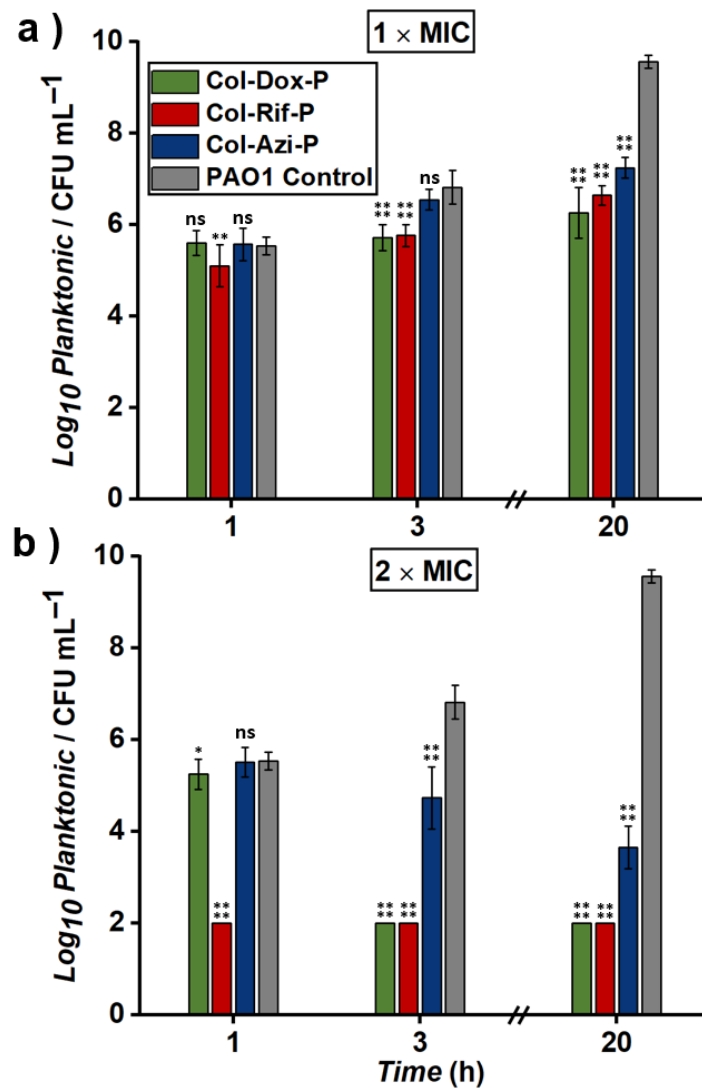 a )
1 × MIC
Log10 Planktonic / CFU mL−1
10
8
6
4
2
0
Col-Dox-P
Col-Rif-P
Col-Azi-P
PAO1 Control
ns
**
ns
**
**
**
**
ns
**
**
**
**
**
**
1
3
20
b )
2 × MIC
Log10 Planktonic / CFU mL−1
10
8
6
4
2
0
*
**
**
ns
**
**
**
**
**
**
**
**
**
**
**
**
1
3
20
Time (h)